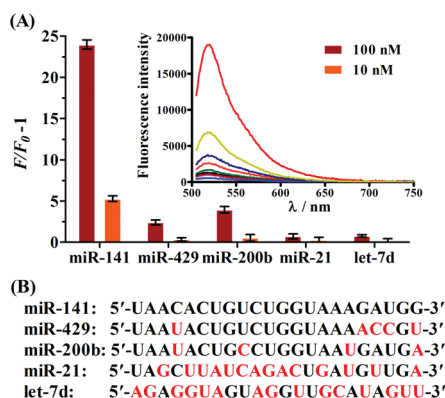 (A)
25
20
15
10
5
0
F/F0 -1
20000
15000
10000
5000
0
Fluorescence intensity
500 550 600 650 700 750
λ / nm
100 nM
10 nM
miR-141 miR-429 miR-200b miR-21 let-7d
(B)
miR-141: 5′-UAACACUGUCUGGUAAAGAUGG-3′
miR-429: 5′-UAAUACUGUCUGGUAAAACCGU-3′
miR-200b: 5′-UAAUACUGCCUGGUAAUGAUGA-3′
miR-21: 5′-UAGCUUAUCAGACUGAUGUUGA-3′
let-7d: 5′-AGAGGUAGUAGGUUGCAUAGUU-3′